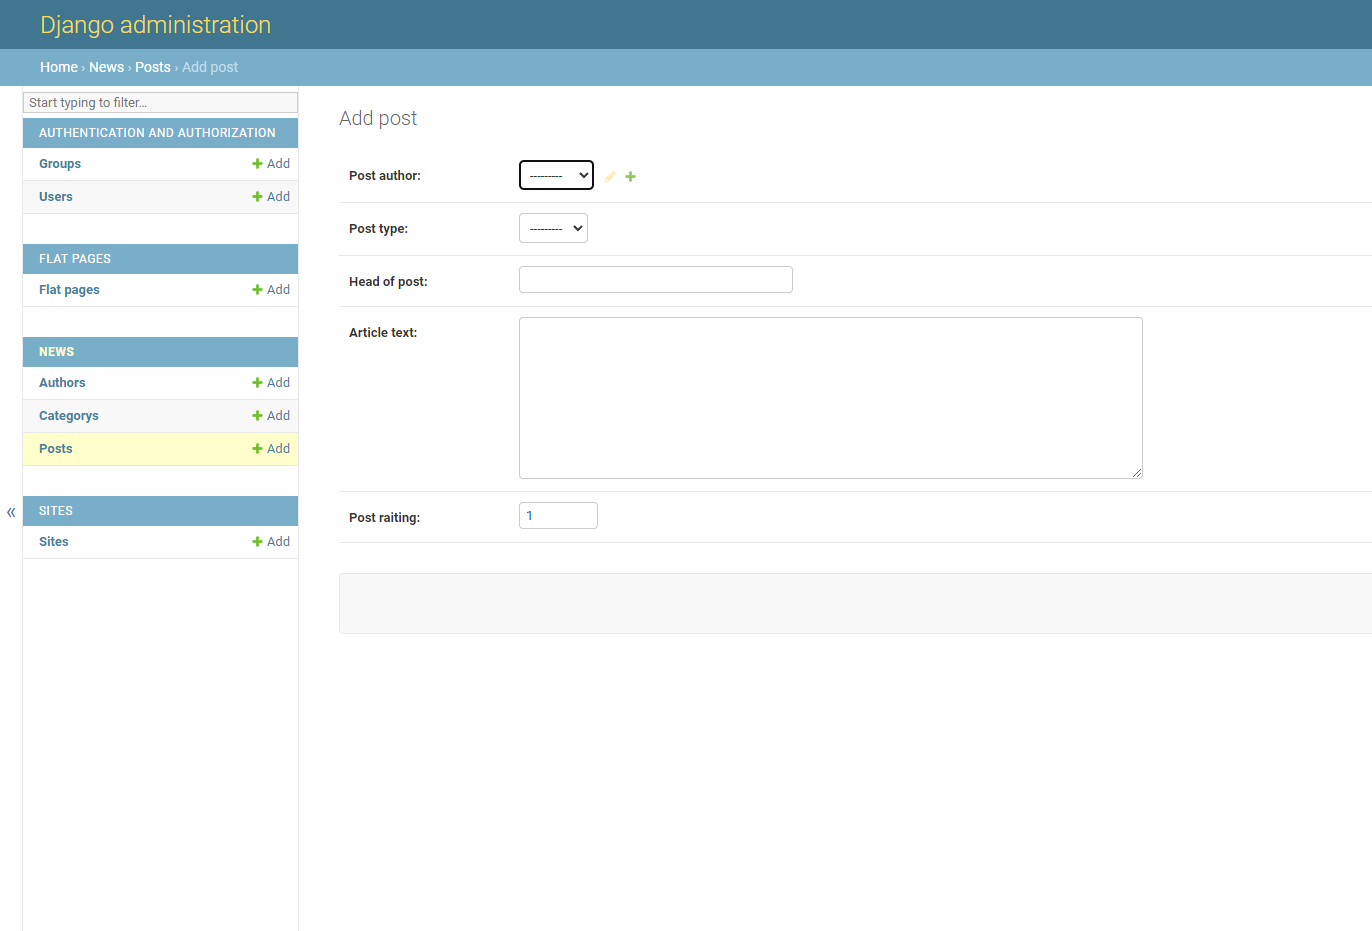 Django administration
Home › News › Posts › Add post
Start typing to filter…
AUTHENTICATION AND AUTHORIZATION
Groups Add
Users Add
FLAT PAGES
Flat pages Add
NEWS
Authors Add
Categorys Add
Posts Add
SITES
Sites Add
«
Add post
Post author: ---------
Post type: ---------
Head of post:
Article text:
Post raiting: 1